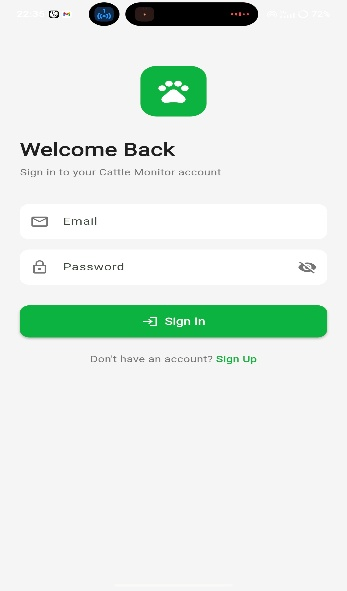 Welcome Back
Sign in to your Cattle Monitor account
Email
Password
Sign In
Don't have an account? Sign Up